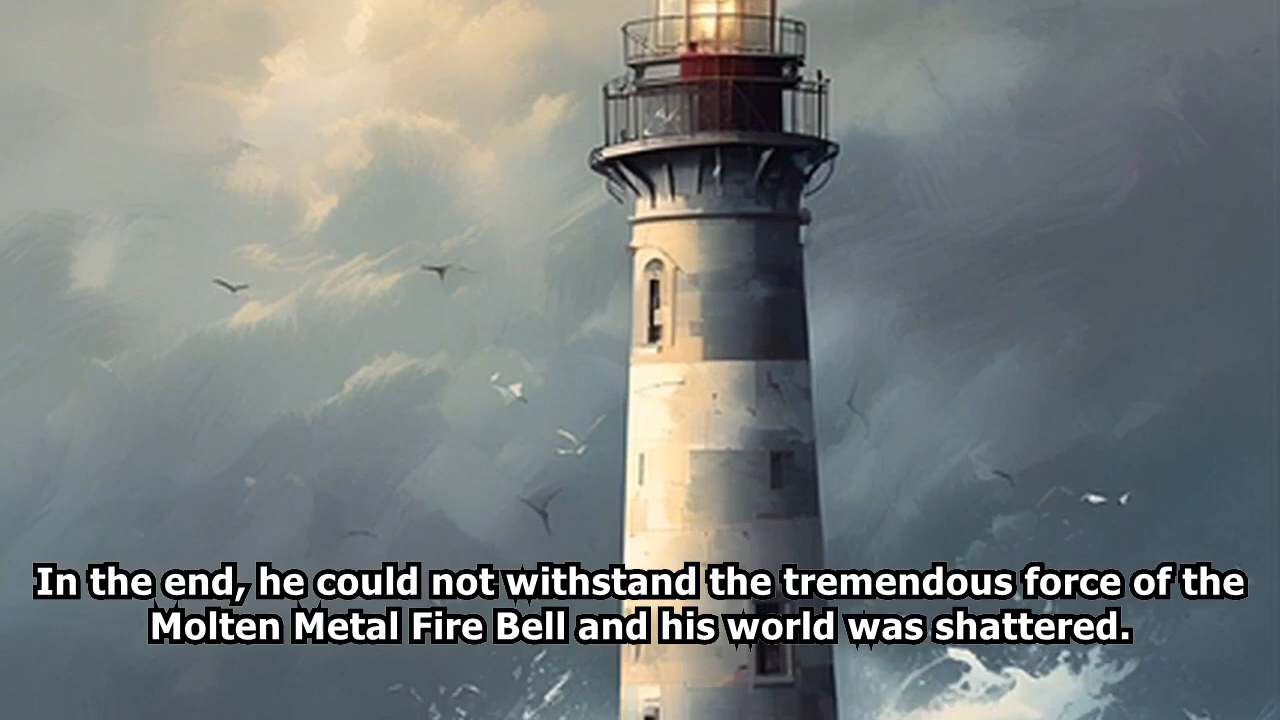 In the end, he could not withstand the tremendous force of the
Molten Metal Fire Bell and his world was shattered.